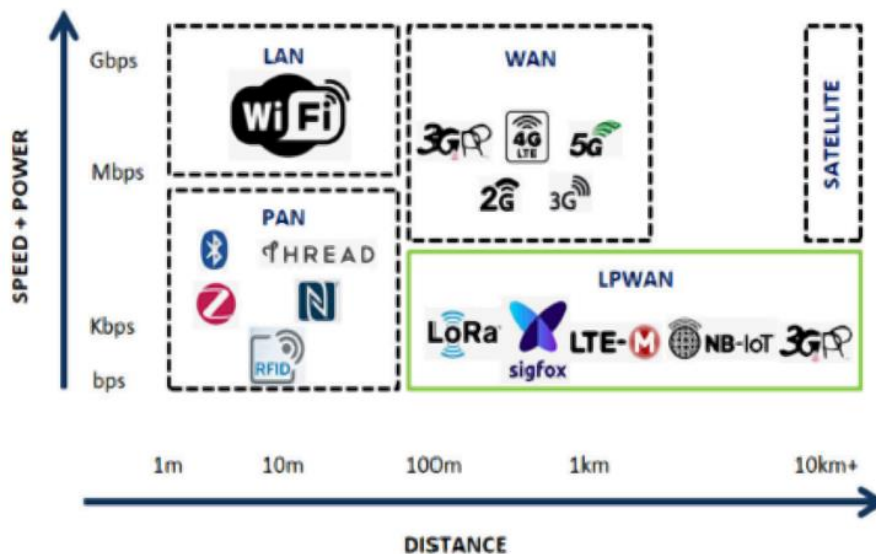 SPEED + POWER
Gbps
Mbps
Kbps
bps
LAN
WiFi
WAN
3GPP
4G
LTE
5G
2G
3G
SATELLITE
PAN
THREAD
RFID
LPWAN
LoRa
sigfox
LTE-M
NB-IoT
3GPP
1m
10m
100m
1km
10km+
DISTANCE